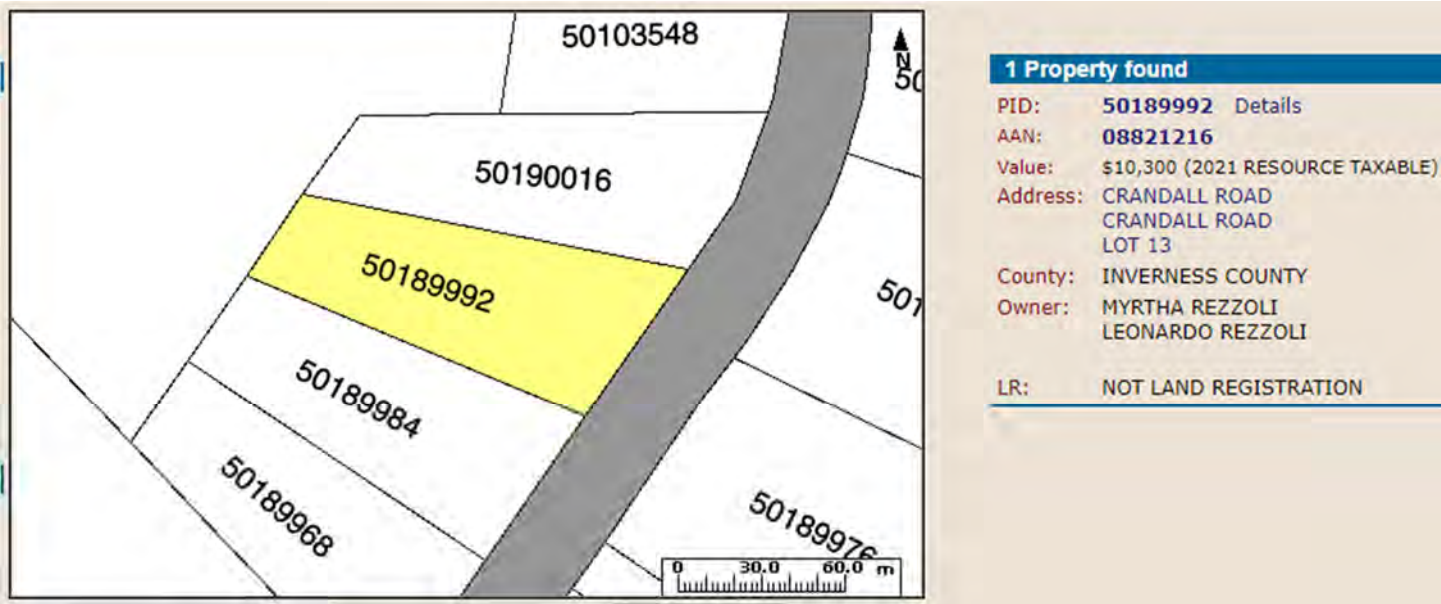 50103548
N
50
50190016
50189992
501
50189984
50189968
50189976
0 30.0 60.0 m
1 Property found
PID: 50189992 Details
AAN: 08821216
Value: $10,300 (2021 RESOURCE TAXABLE)
Address: CRANDALL ROAD
CRANDALL ROAD
LOT 13
County: INVERNESS COUNTY
Owner: MYRTHA REZZOLI
LEONARDO REZZOLI
LR: NOT LAND REGISTRATION